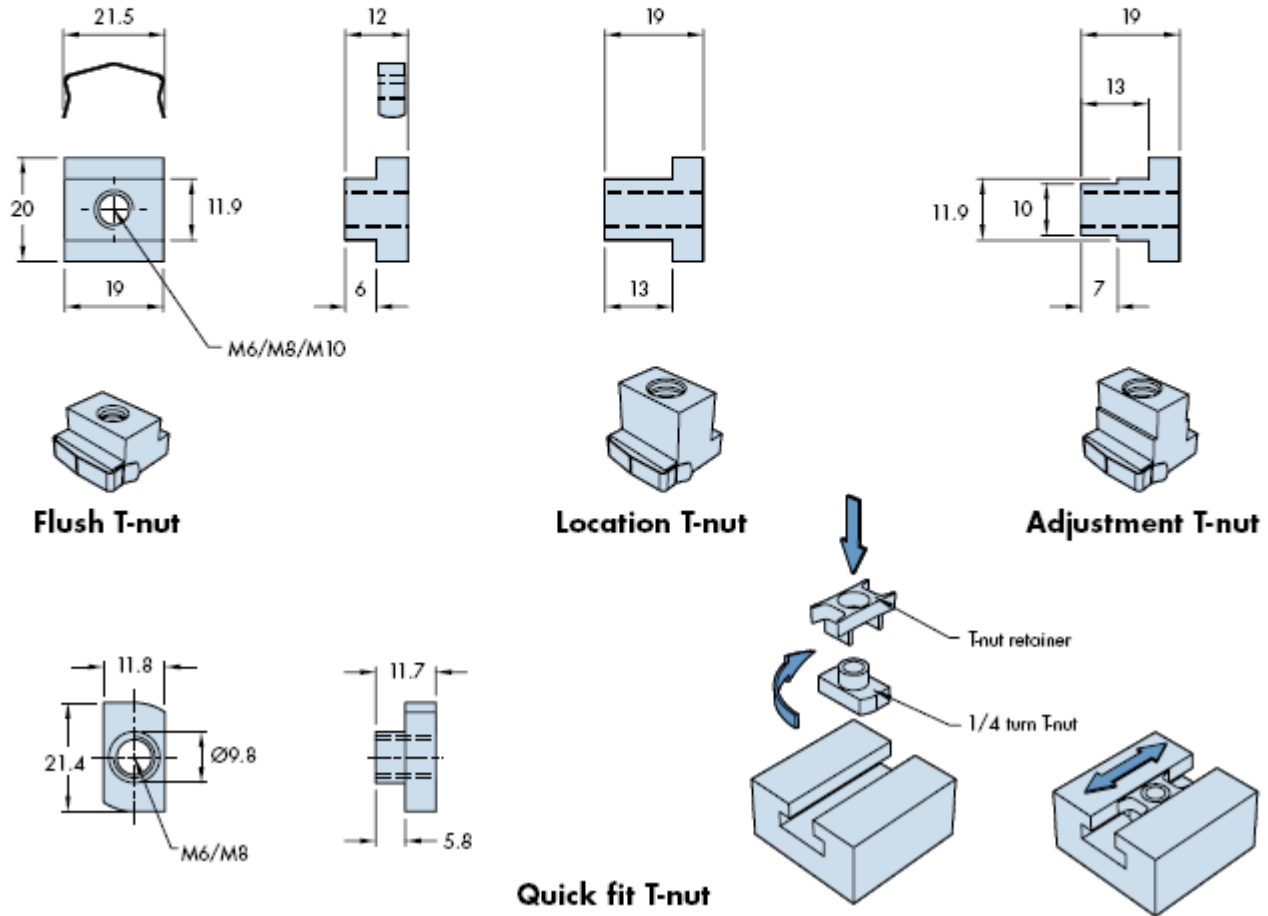 21.5
12
19
19
13
20
11.9
11.9
10
19
6
13
7
M6/M8/M10
Flush T-nut
Location T-nut
Adjustment T-nut
T-nut retainer
11.8
11.7
1/4 turn T-nut
21.4
Ø9.8
M6/M8
5.8
Quick fit T-nut